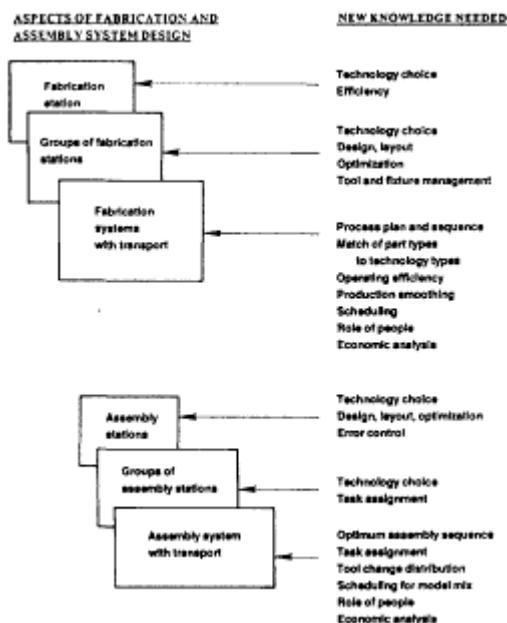 ASPECTS OF FABRICATION AND
ASSEMBLY SYSTEM DESIGN
NEW KNOWLEDGE NEEDED
Fabrication
station
Technology choice
Efficiency
Groups of fabrication
stations
Technology choice
Design, layout
Optimization
Tool and fixture management
Fabrication
systems
with transport
Process plan and sequence
Match of part types
to technology types
Operating efficiency
Production smoothing
Scheduling
Role of people
Economic analysis
Assembly
stations
Technology choice
Design, layout, optimization
Error control
Groups of
assembly stations
Technology choice
Task assignment
Assembly system
with transport
Optimum assembly sequence
Task assignment
Tool change distribution
Scheduling for model mix
Role of people
Economic analysis